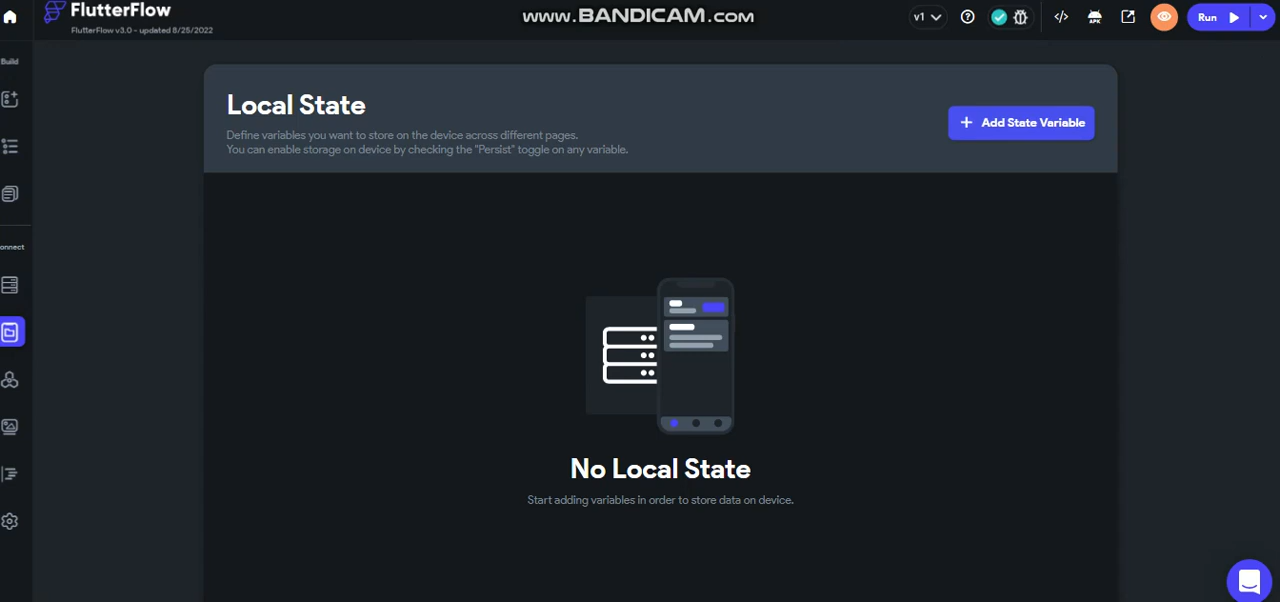 FlutterFlow
www.BANDICAM.com
v1
APK
Run
FlutterFlow v3.0 - updated 8/25/2022
Build
Local State
Define variables you want to store on the device across different pages.
You can enable storage on device by checking the "Persist" toggle on any variable.
+ Add State Variable
onnect
No Local State
Start adding variables in order to store data on device.